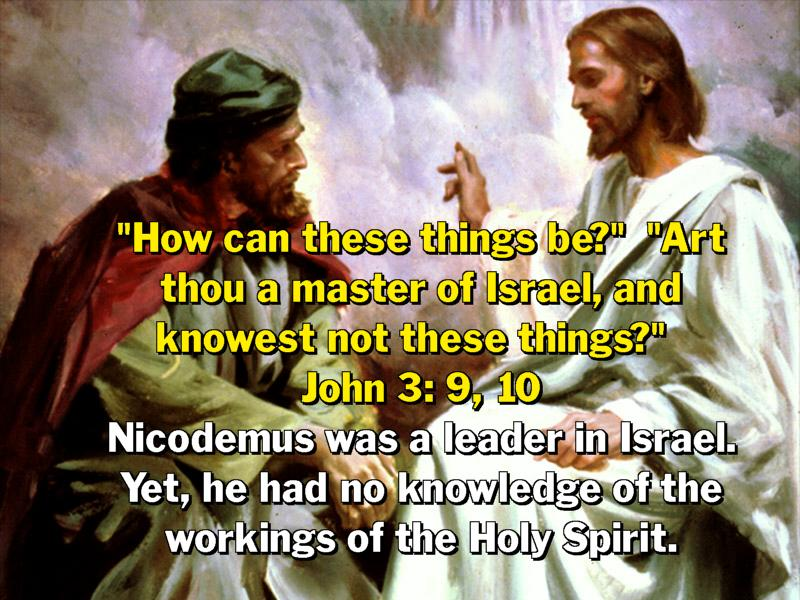 "How can these things be?"  "Art
thou a master of Israel, and
knowest not these things?"
John 3: 9, 10
Nicodemus was a leader in Israel.
Yet, he had no knowledge of the
workings of the Holy Spirit.